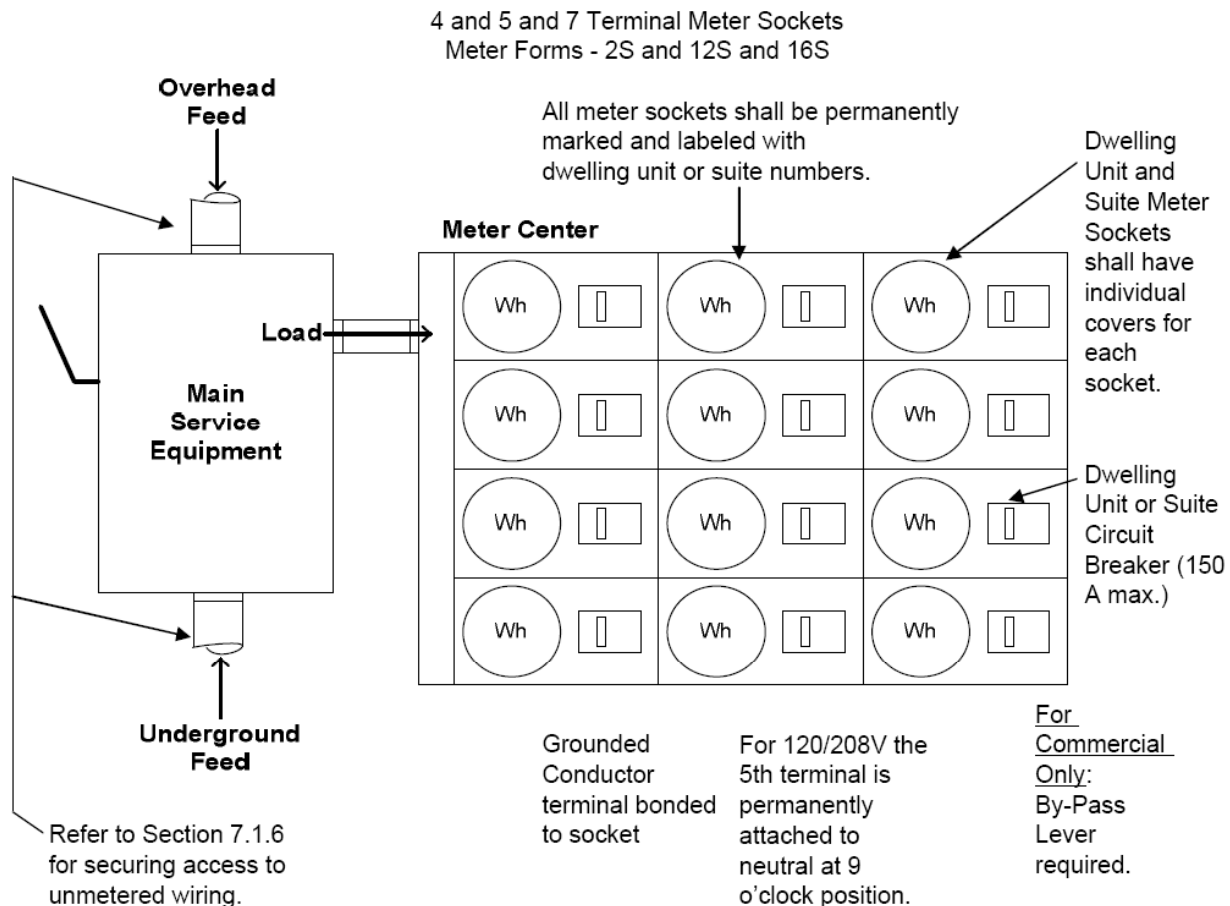 4 and 5 and 7 Terminal Meter Sockets
Meter Forms - 2S and 12S and 16S
Overhead
Feed
All meter sockets shall be permanently
marked and labeled with
dwelling unit or suite numbers.
Dwelling
Unit and
Suite Meter
Sockets
shall have
individual
covers for
each
socket.
Meter Center
Load
Main
Service
Equipment
Wh
Wh
Wh
Wh
Wh
Wh
Wh
Wh
Wh
Wh
Wh
Wh
Dwelling
Unit or Suite
Circuit
Breaker (150
A max.)
Underground
Feed
Refer to Section 7.1.6
for securing access to
unmetered wiring.
Grounded
Conductor
terminal bonded
to socket
For 120/208V the
5th terminal is
permanently
attached to
neutral at 9
o'clock position.
For
Commercial
Only:
By-Pass
Lever
required.